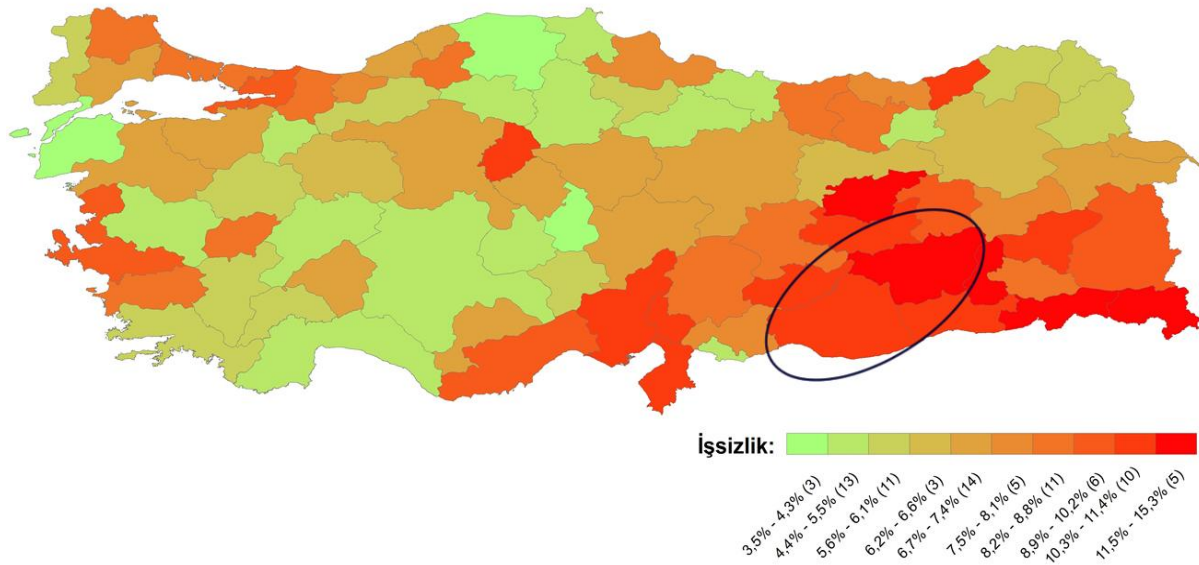 İşsizlik:
3,5% - 4,3% (3)
4,4% - 5,5% (13)
5,6% - 6,1% (11)
6,2% - 6,6% (3)
6,7% - 7,4% (14)
7,5% - 8,1% (5)
8,2% - 8,8% (11)
8,9% - 10,2% (6)
10,3% - 11,4% (10)
11,5% - 15,3% (5)